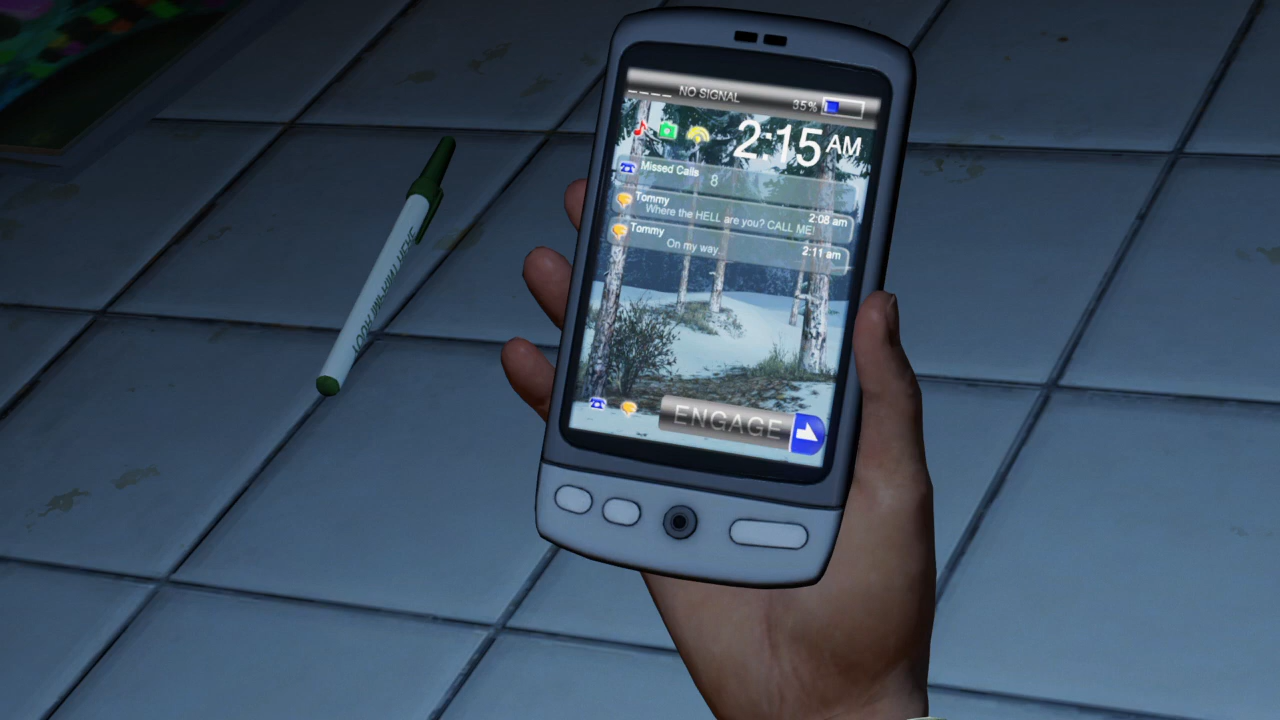 NO SIGNAL
35%
2:15 AM
Missed Calls
8
Tommy
2:08 am
Where the HELL are you? CALL ME!
Tommy
2:11 am
On my way.
ENGAGE